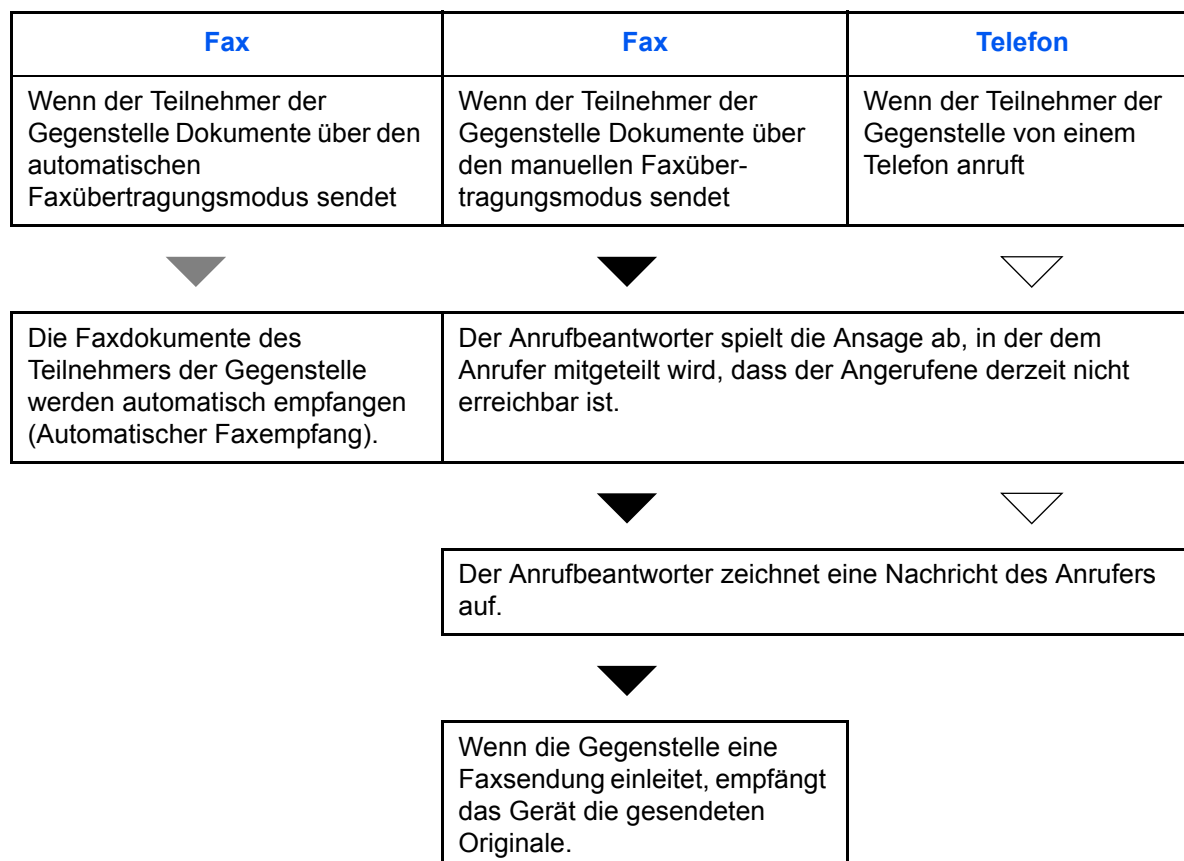 Fax
Fax
Telefon
Wenn der Teilnehmer der
Gegenstelle Dokumente über den
automatischen
Faxübertragungsmodus sendet
Wenn der Teilnehmer der
Gegenstelle Dokumente über
den manuellen Faxüber-
tragungsmodus sendet
Wenn der Teilnehmer der
Gegenstelle von einem
Telefon anruft
Die Faxdokumente des
Teilnehmers der Gegenstelle
werden automatisch empfangen
(Automatischer Faxempfang).
Der Anrufbeantworter spielt die Ansage ab, in der dem
Anrufer mitgeteilt wird, dass der Angerufene derzeit nicht
erreichbar ist.
Der Anrufbeantworter zeichnet eine Nachricht des Anrufers
auf.
Wenn die Gegenstelle eine
Faxsendung einleitet, empfängt
das Gerät die gesendeten
Originale.